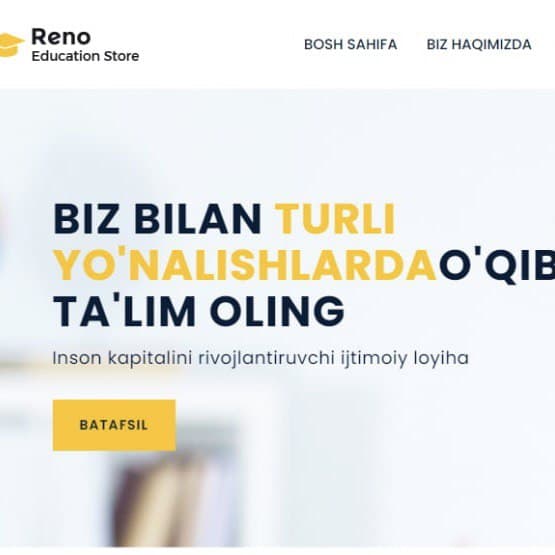 Reno
Education Store
BOSH SAHIFA BIZ HAQIMIZDA
BIZ BILAN TURLI
YO'NALISHLARDAO'QIB
TA'LIM OLING
Inson kapitalini rivojlantiruvchi ijtimoiy loyiha
BATAFSIL